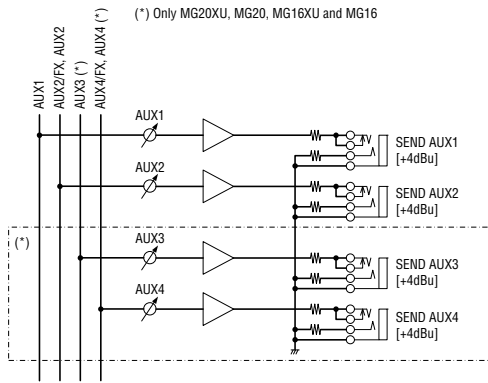 (*) Only MG20XU, MG20, MG16XU and MG16
AUX1
AUX2/FX, AUX2
AUX3 (*)
AUX4/FX, AUX4 (*)
AUX1
SEND AUX1
[+4dBu]
AUX2
SEND AUX2
[+4dBu]
(*)
AUX3
SEND AUX3
[+4dBu]
AUX4
SEND AUX4
[+4dBu]